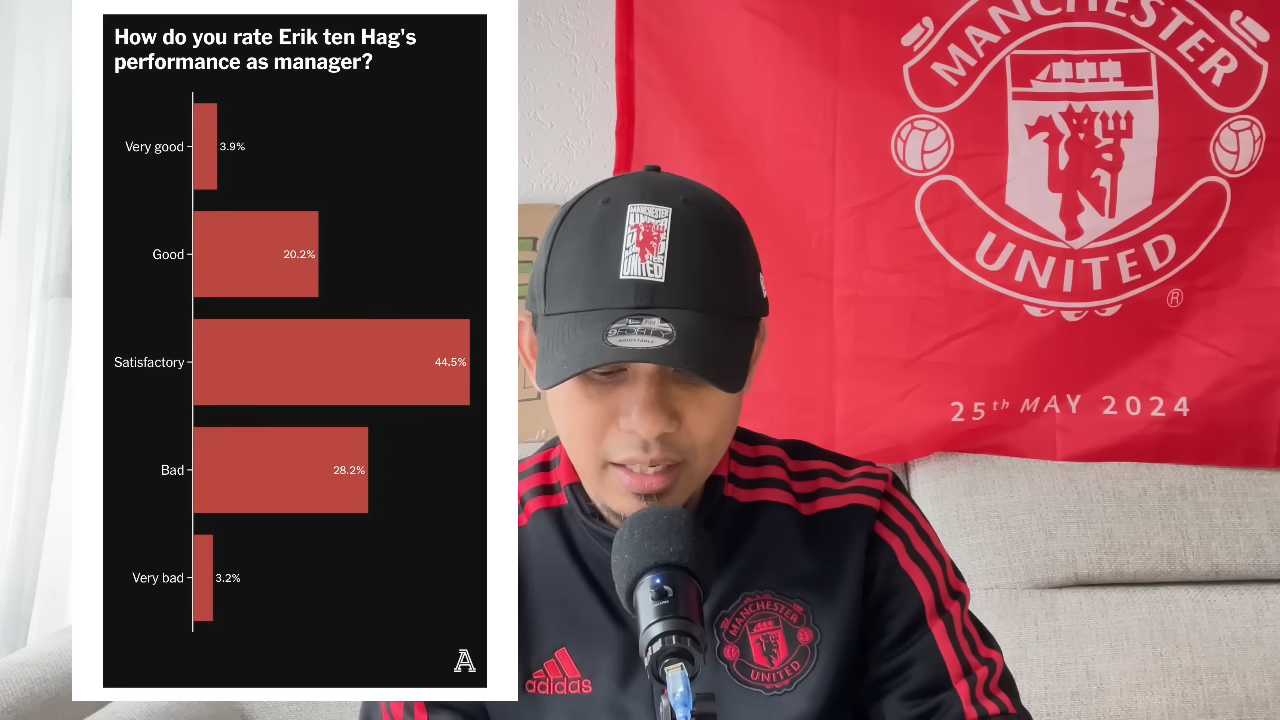 How do you rate Erik ten Hag's
performance as manager?
Very good
3.9%
Good
20.2%
Satisfactory
44.5%
Bad
28.2%
Very bad
3.2%
A
MANCHESTER
UNITED
®
25th MAY 2024
MANCHESTER
UNITED
9FORTY
ADJUSTABLE
adidas
MANCHESTER
UNITED